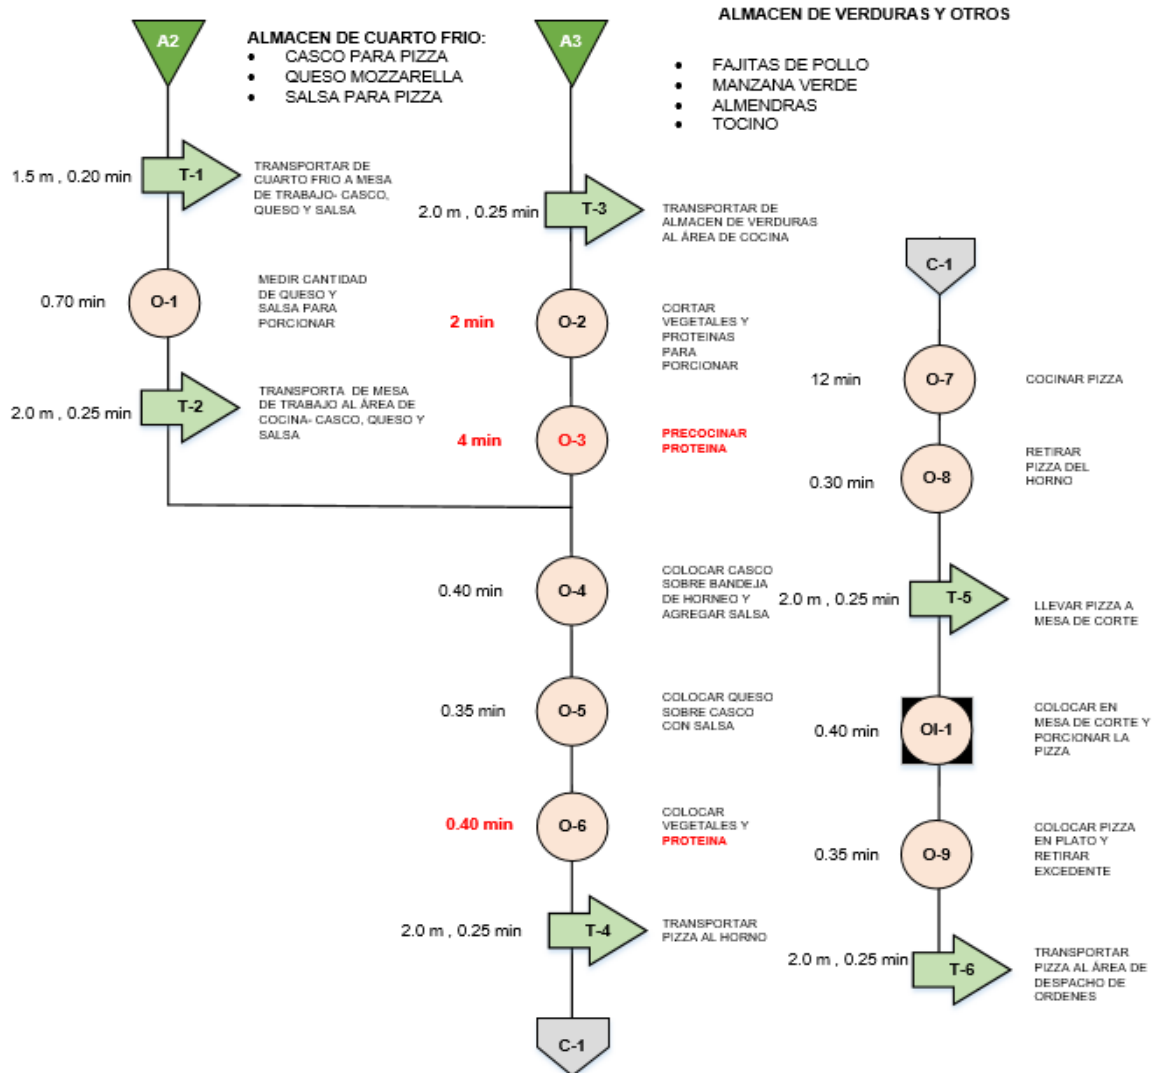 A2
ALMACEN DE CUARTO FRIO:
• CASCO PARA PIZZA
• QUESO MOZZARELLA
• SALSA PARA PIZZA
1.5 m , 0.20 min
T-1
TRANSPORTAR DE
CUARTO FRIO A MESA
DE TRABAJO- CASCO,
QUESO Y SALSA
0.70 min
O-1
MEDIR CANTIDAD
DE QUESO Y
SALSA PARA
PORCIONAR
2.0 m , 0.25 min
T-2
TRANSPORTA DE MESA
DE TRABAJO AL ÁREA DE
COCINA- CASCO, QUESO Y
SALSA
A3
ALMACEN DE VERDURAS Y OTROS
• FAJITAS DE POLLO
• MANZANA VERDE
• ALMENDRAS
• TOCINO
2.0 m , 0.25 min
T-3
TRANSPORTAR DE
ALMACEN DE VERDURAS
AL ÁREA DE COCINA
2 min
O-2
CORTAR
VEGETALES Y
PROTEINAS
PARA
PORCIONAR
4 min
O-3
PRECOCINAR
PROTEINA
0.40 min
O-4
COLOCAR CASCO
SOBRE BANDEJA
DE HORNEO Y
AGREGAR SALSA
0.35 min
O-5
COLOCAR QUESO
SOBRE CASCO
CON SALSA
0.40 min
O-6
COLOCAR
VEGETALES Y
PROTEINA
2.0 m , 0.25 min
T-4
TRANSPORTAR
PIZZA AL HORNO
C-1
C-1
12 min
O-7
COCINAR PIZZA
0.30 min
O-8
RETIRAR
PIZZA DEL
HORNO
2.0 m , 0.25 min
T-5
LLEVAR PIZZA A
MESA DE CORTE
0.40 min
OI-1
COLOCAR EN
MESA DE CORTE Y
PORCIONAR LA
PIZZA
0.35 min
O-9
COLOCAR PIZZA
EN PLATO Y
RETIRAR
EXCEDENTE
2.0 m , 0.25 min
T-6
TRANSPORTAR
PIZZA AL ÁREA DE
DESPACHO DE
ORDENES